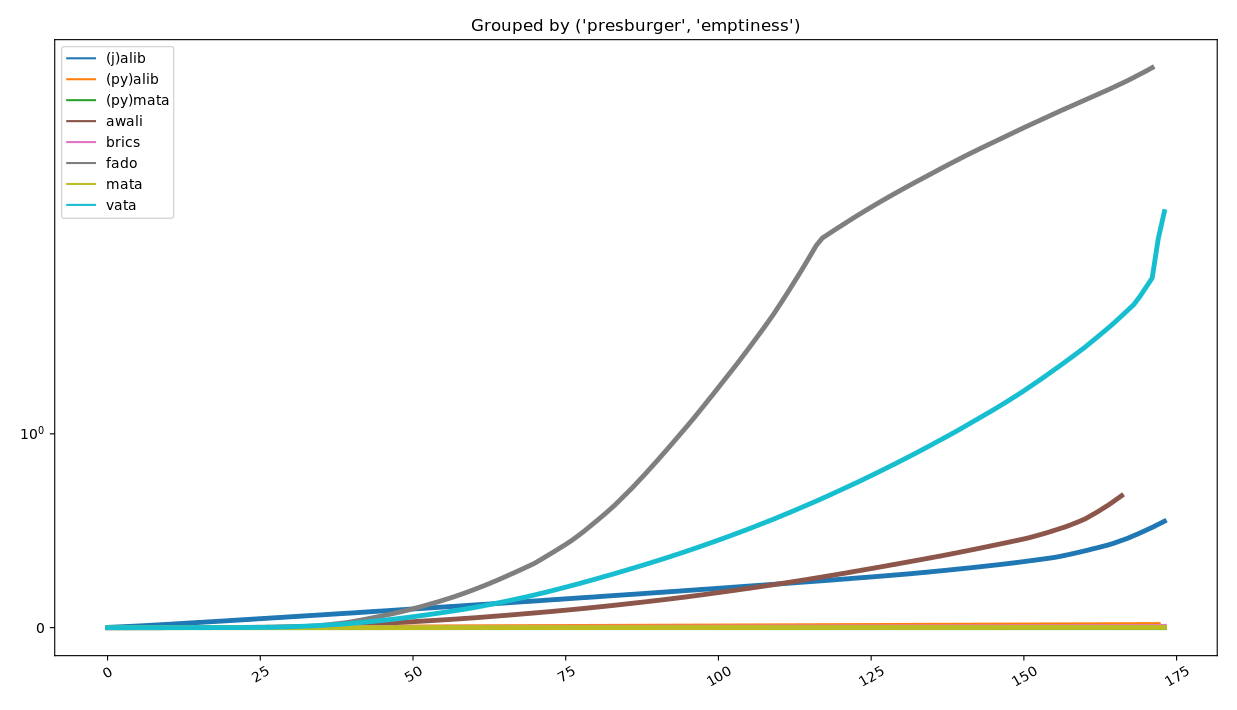 Grouped by ('presburger', 'emptiness')
(j)alib
(py)alib
(py)mata
awali
brics
fado
mata
vata
10⁰
0
0
25
50
75
100
125
150
175